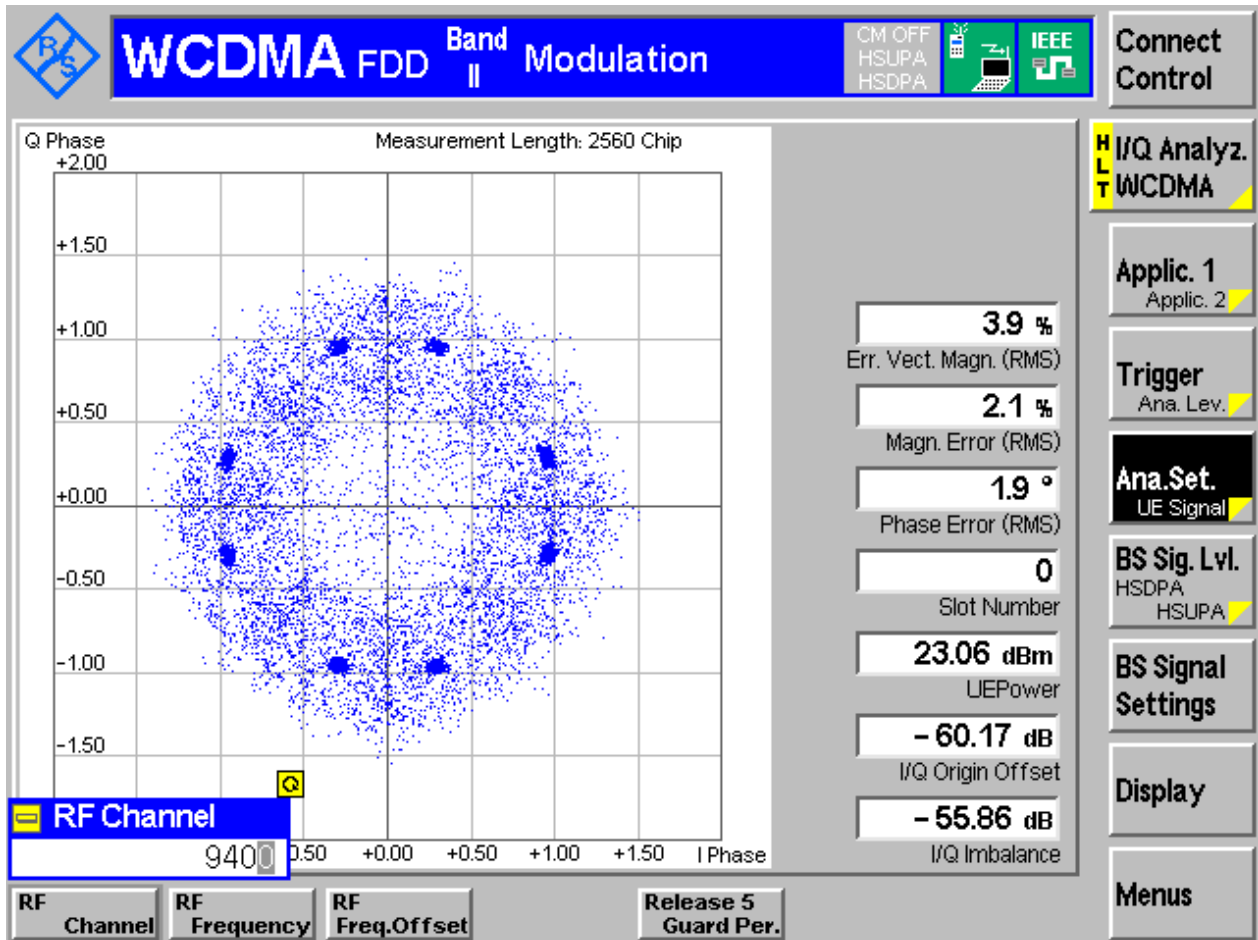 R/S
WCDMA FDD Band II Modulation
CM OFF
HSUPA
HSDPA
IEEE
Connect Control
Q Phase
Measurement Length: 2560 Chip
+2.00
+1.50
+1.00
+0.50
+0.00
-0.50
-1.00
-1.50
Q
RF Channel
9400
0.50 +0.00 +0.50 +1.00 +1.50 I Phase
3.9 %
Err. Vect. Magn. (RMS)
2.1 %
Magn. Error (RMS)
1.9 °
Phase Error (RMS)
0
Slot Number
23.06 dBm
UEPower
- 60.17 dB
I/Q Origin Offset
- 55.86 dB
I/Q Imbalance
HLT
I/Q Analyz.
WCDMA
Applic. 1
Applic. 2
Trigger
Ana. Lev.
Ana.Set.
UE Signal
BS Sig. Lvl.
HSDPA
HSUPA
BS Signal
Settings
Display
Menus
RF
Channel
RF
Frequency
RF
Freq.Offset
Release 5
Guard Per.